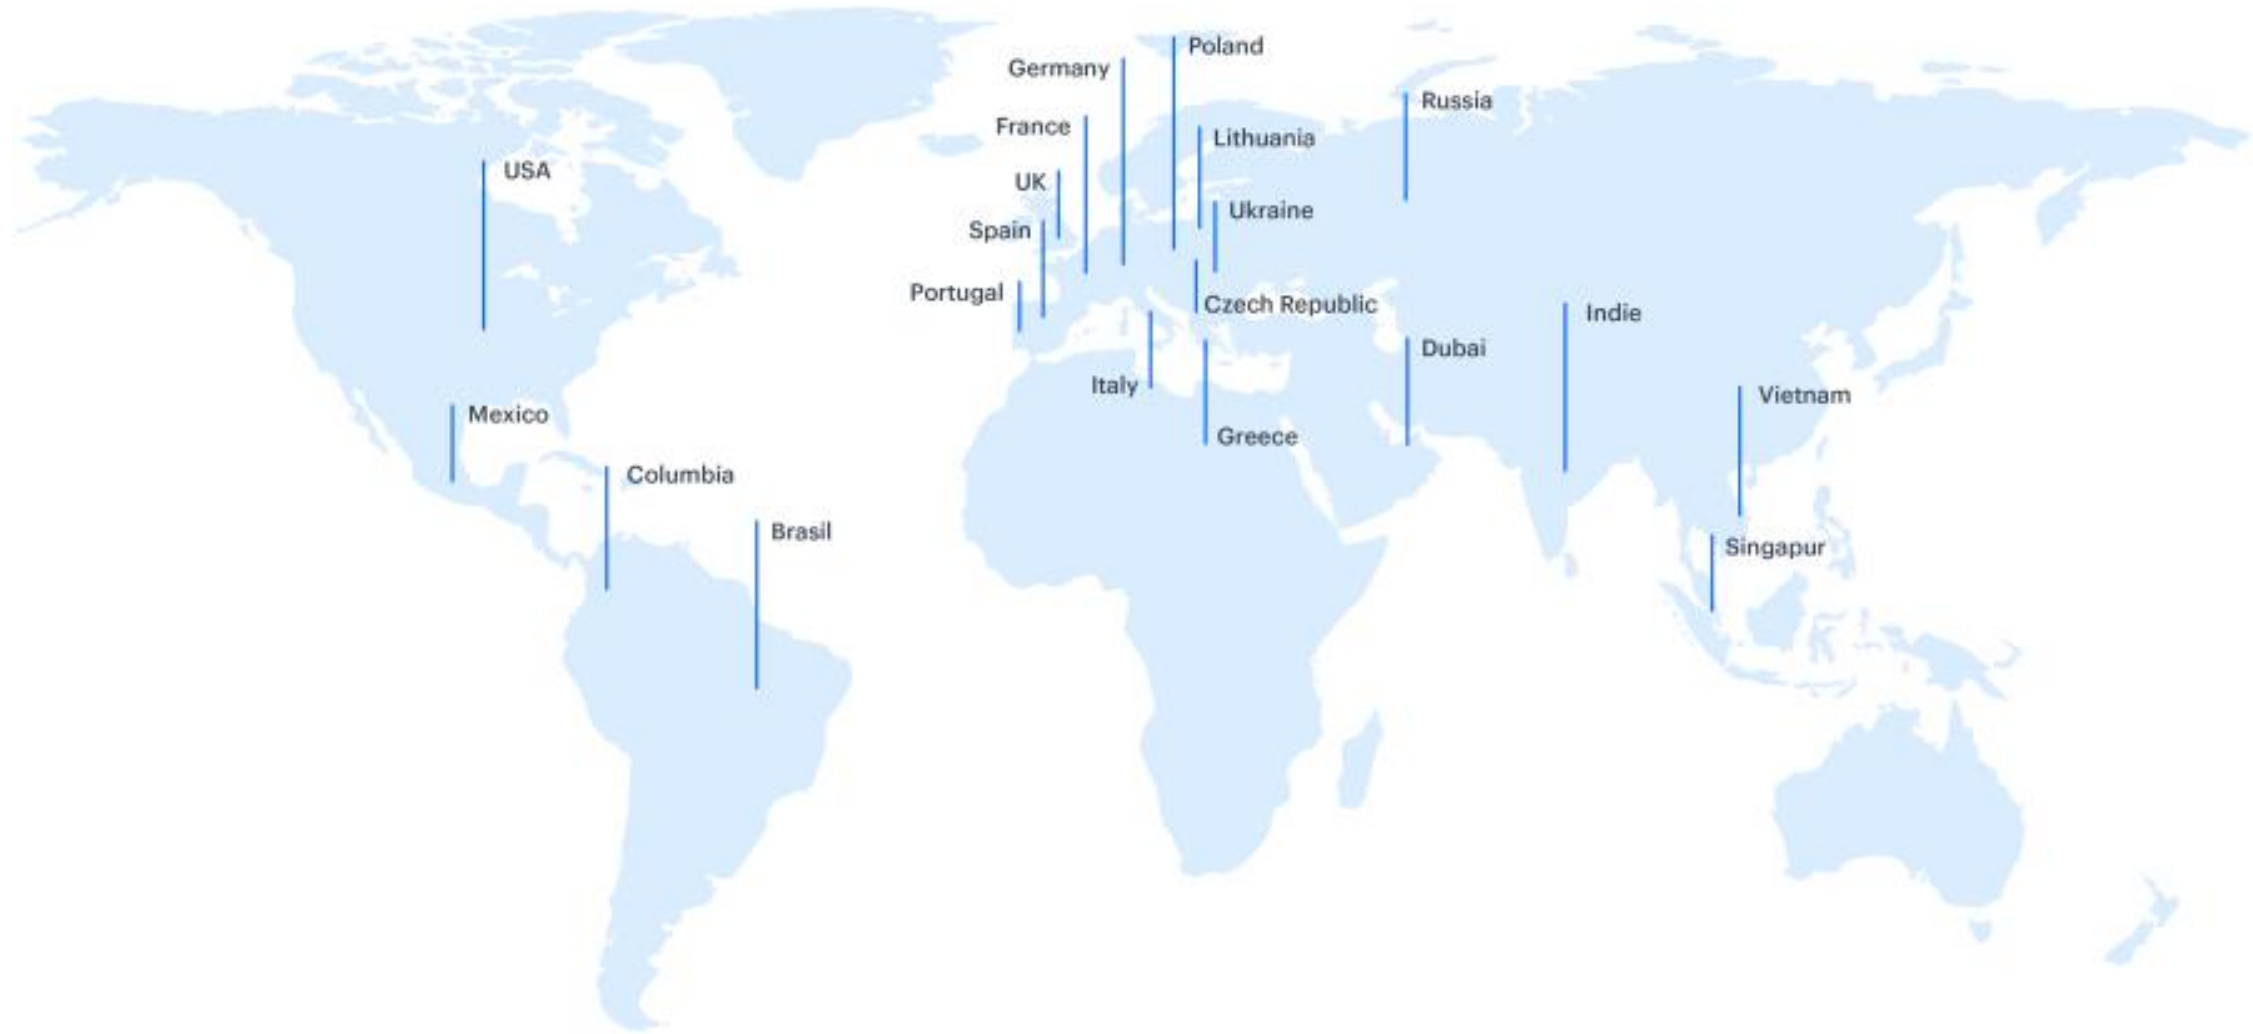 Poland
Germany
Russia
France
Lithuania
USA
UK
Ukraine
Spain
Portugal
Czech Republic
Indie
Dubai
Italy
Vietnam
Mexico
Greece
Columbia
Brasil
Singapur